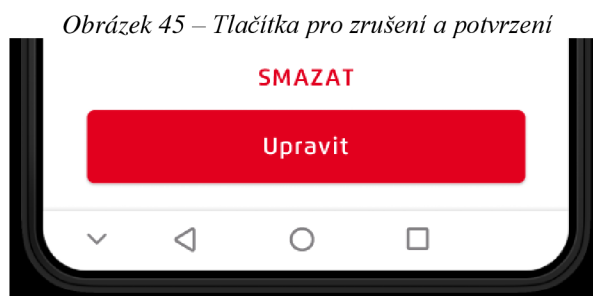 Obrázek 45 – Tlačítka pro zrušení a potvrzení
SMAZAT
Upravit